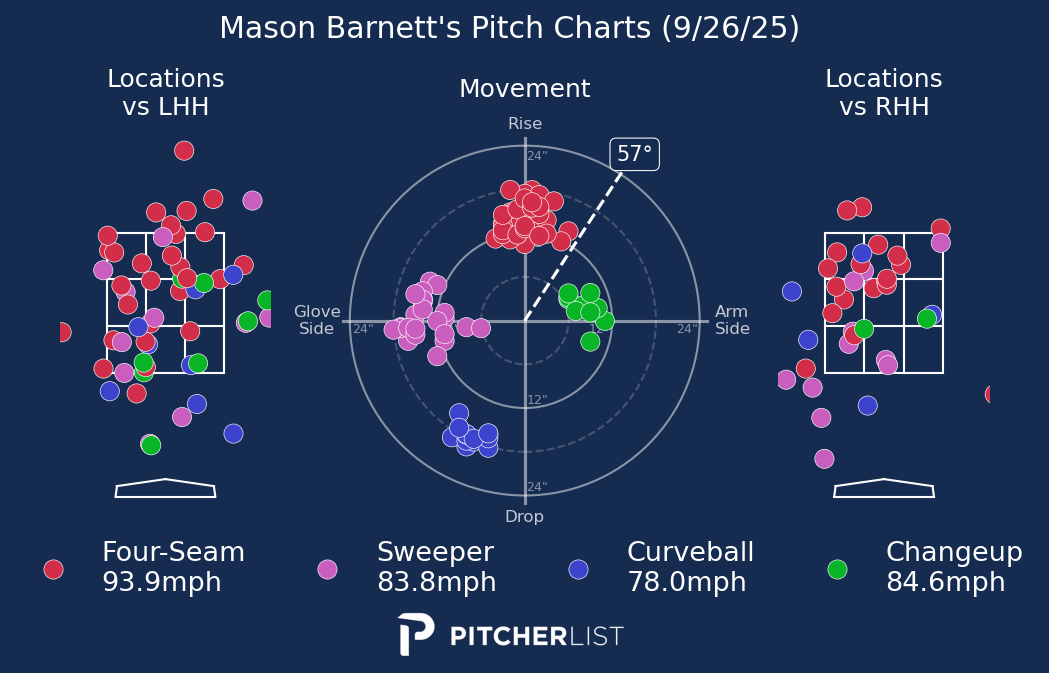 Mason Barnett's Pitch Charts (9/26/25)
Locations
vs LHH
Movement
Locations
vs RHH
Rise
24"
57°
Glove
Side
24"
12"
24"
Arm
Side
12"
24"
Drop
Four-Seam
93.9mph
Sweeper
83.8mph
Curveball
78.0mph
Changeup
84.6mph
PITCHERLIST